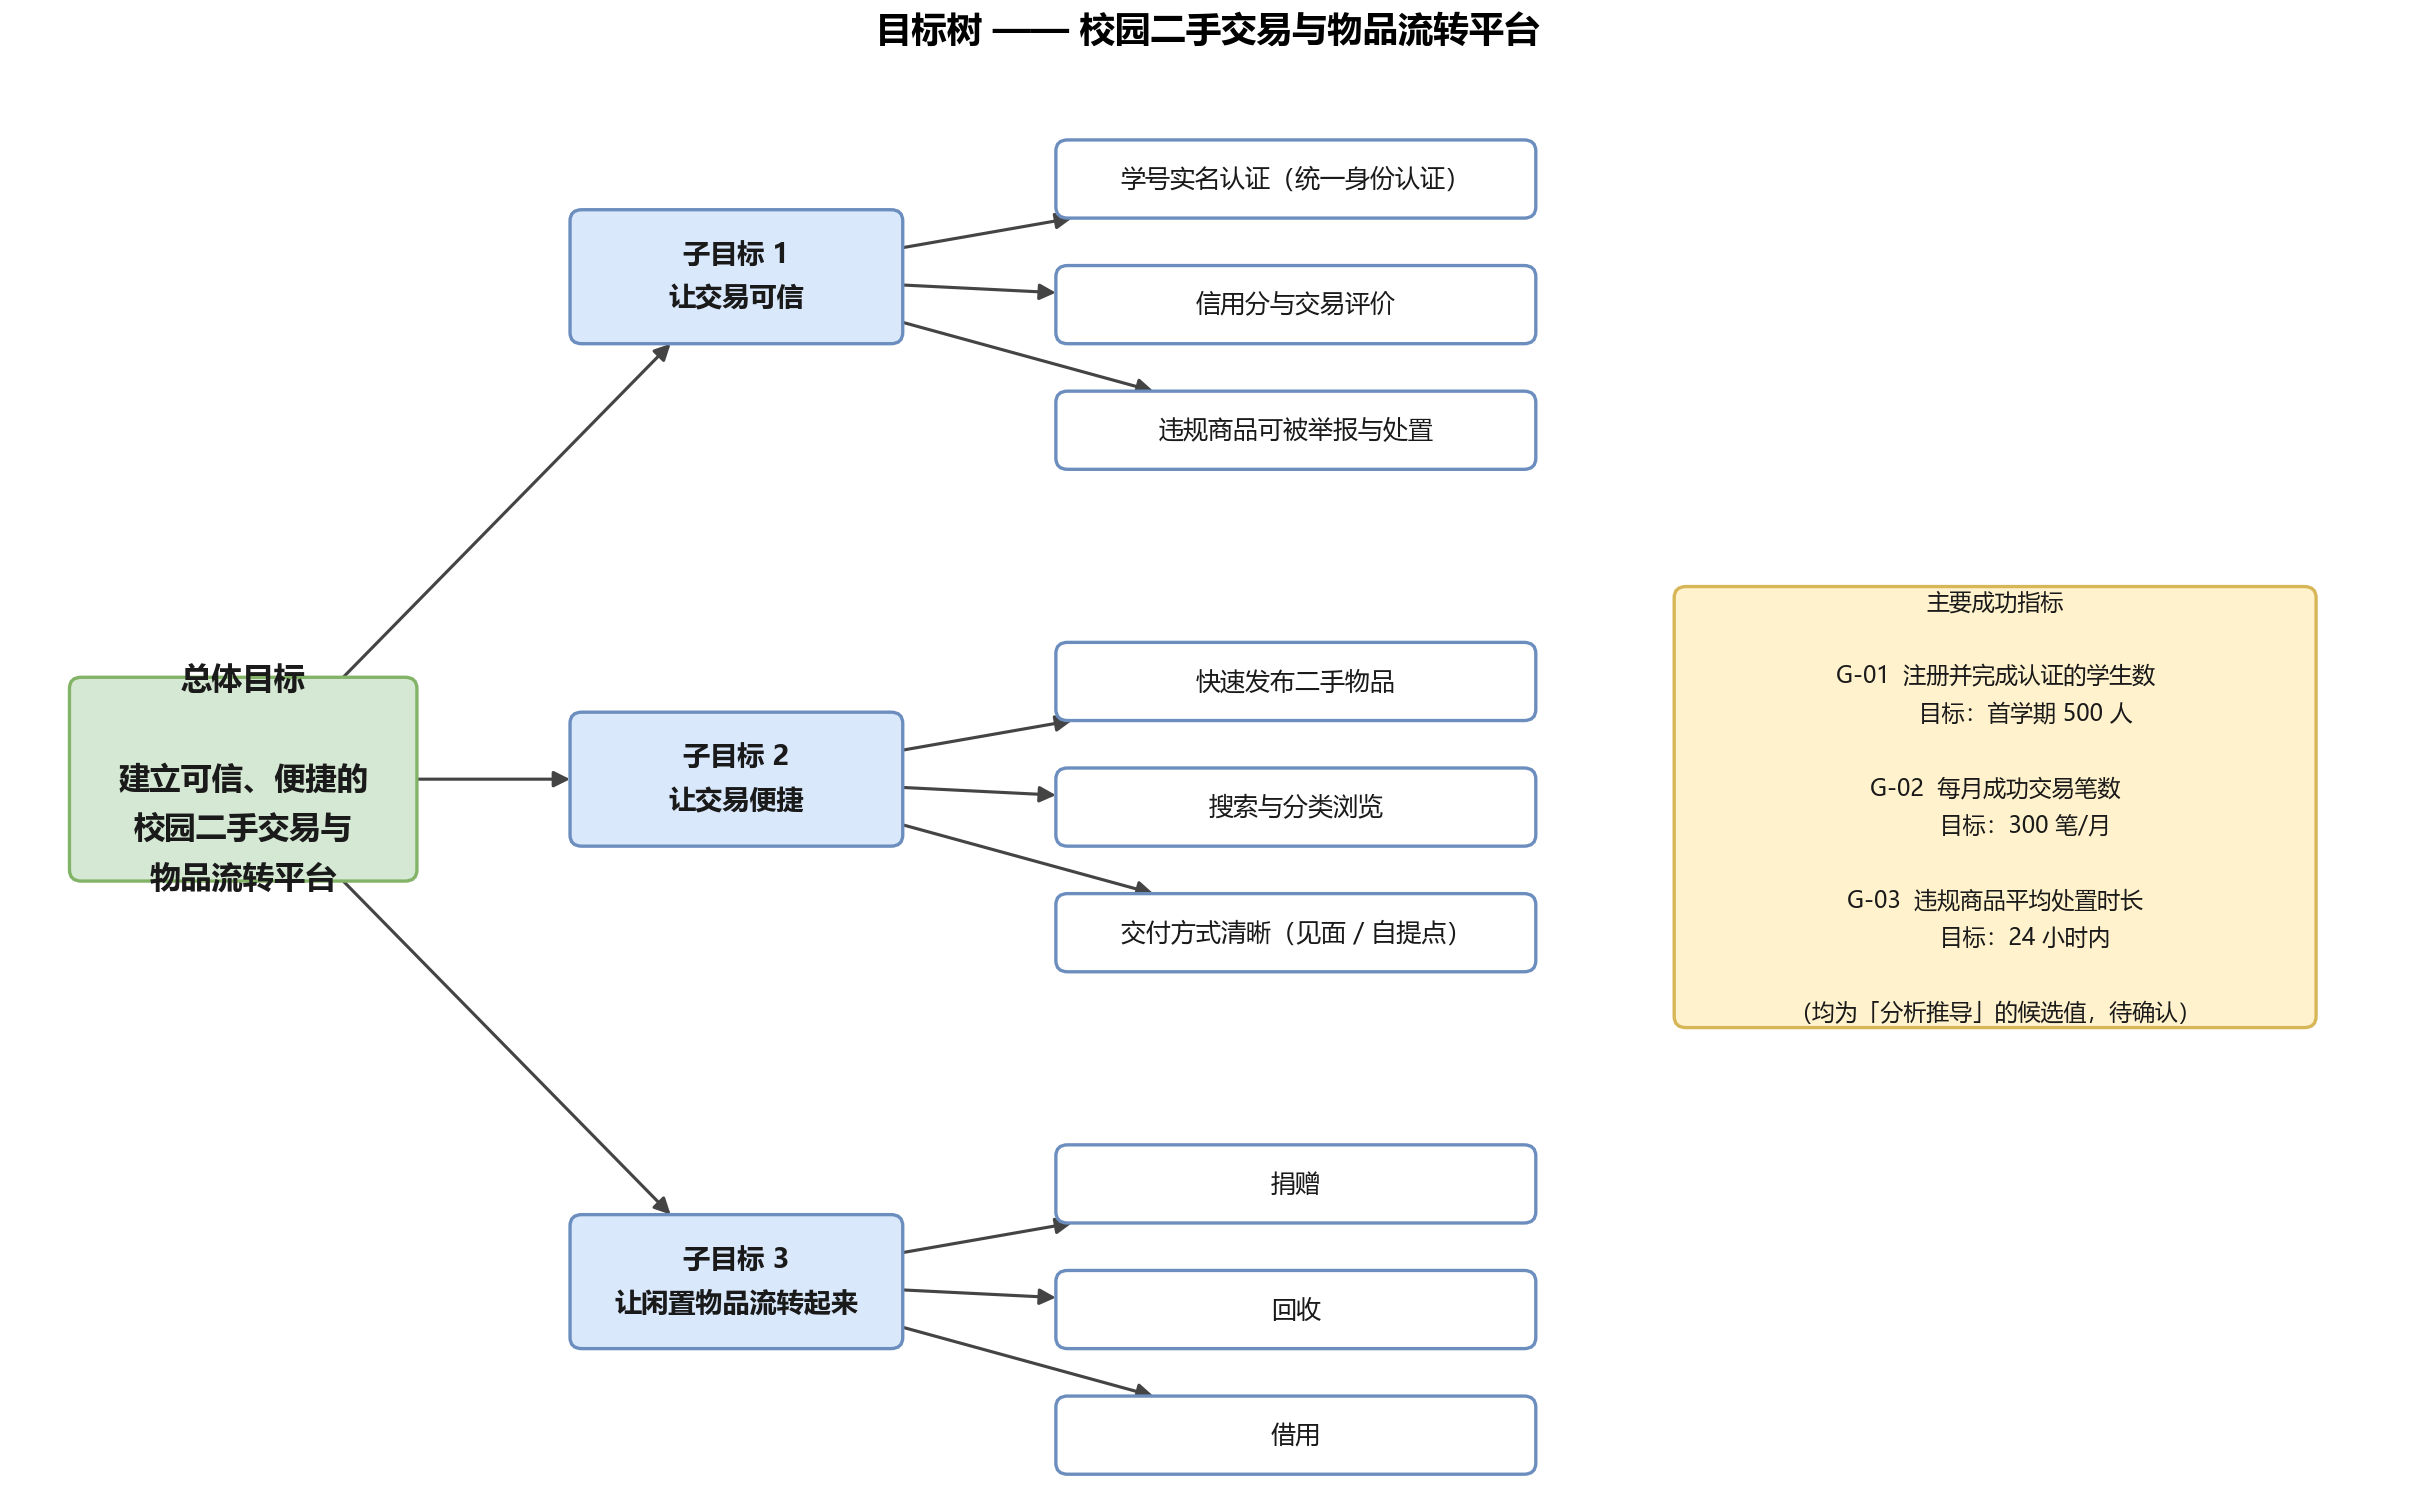 目标树 —— 校园二手交易与物品流转平台
总体目标
建立可信、便捷的
校园二手交易与
物品流转平台
子目标 1
让交易可信
学号实名认证（统一身份认证）
信用分与交易评价
违规商品可被举报与处置
子目标 2
让交易便捷
快速发布二手物品
搜索与分类浏览
交付方式清晰（见面 / 自提点）
子目标 3
让闲置物品流转起来
捐赠
回收
借用
主要成功指标
G-01 注册并完成认证的学生数
目标：首学期 500 人
G-02 每月成功交易笔数
目标：300 笔/月
G-03 违规商品平均处置时长
目标：24 小时内
（均为「分析推导」的候选值，待确认）